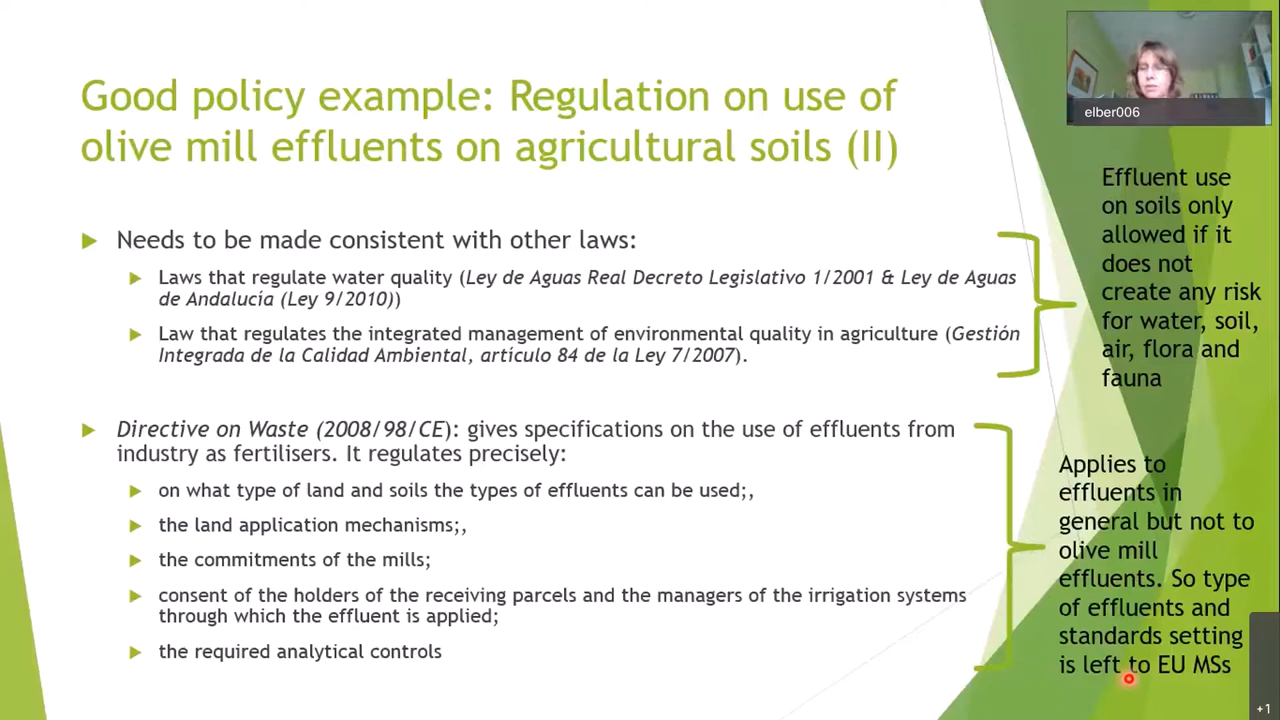 Good policy example: Regulation on use of
olive mill effluents on agricultural soils (II)
elber006
Needs to be made consistent with other laws:
Laws that regulate water quality (Ley de Aguas Real Decreto Legislativo 1/2001 & Ley de Aguas
de Andalucía (Ley 9/2010))
Law that regulates the integrated management of environmental quality in agriculture (Gestión
Integrada de la Calidad Ambiental, artículo 84 de la Ley 7/2007).
Effluent use
on soils only
allowed if it
does not
create any risk
for water, soil,
air, flora and
fauna
Directive on Waste (2008/98/CE): gives specifications on the use of effluents from
industry as fertilisers. It regulates precisely:
on what type of land and soils the types of effluents can be used;,
the land application mechanisms;,
the commitments of the mills;
consent of the holders of the receiving parcels and the managers of the irrigation systems
through which the effluent is applied;
the required analytical controls
Applies to
effluents in
general but not to
olive mill
effluents. So type
of effluents and
standards setting
is left to EU MSs
+1